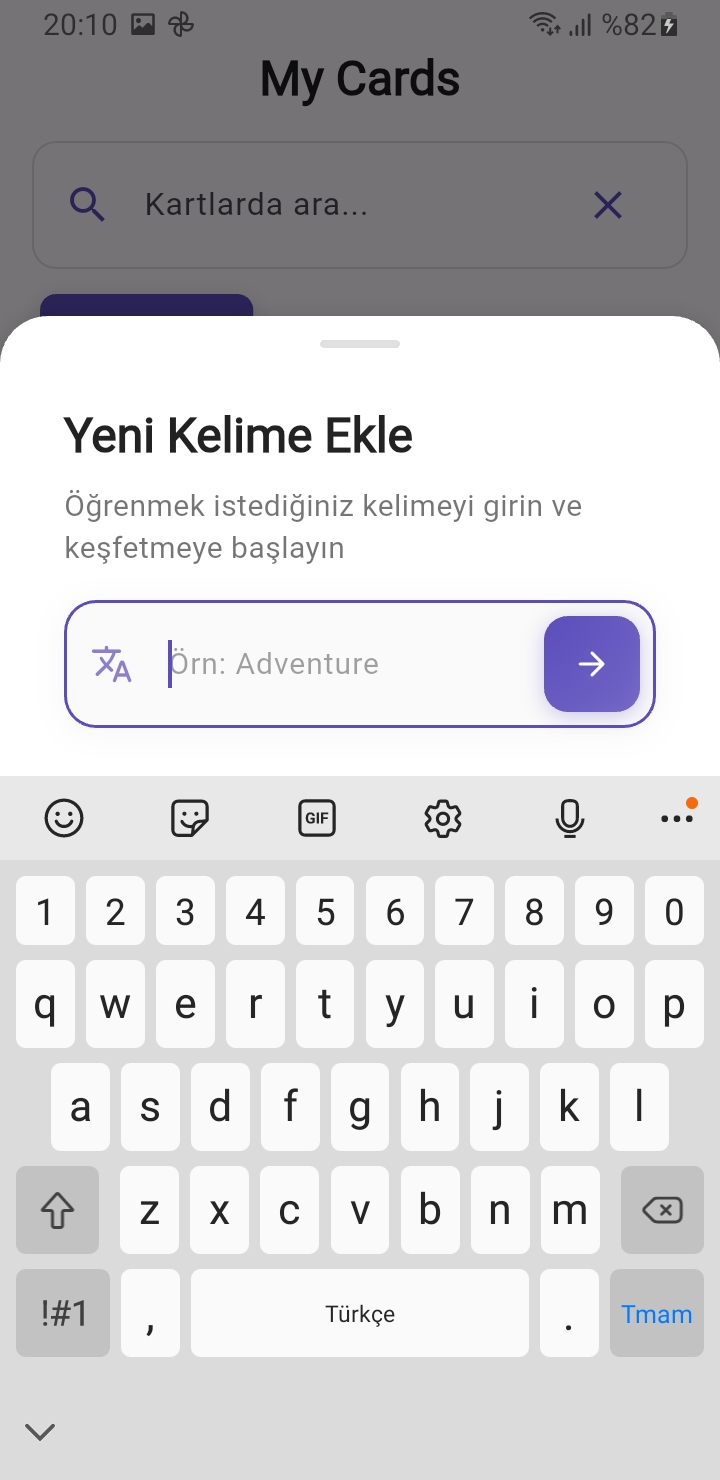 20:10 %82
My Cards
Kartlarda ara...
Yeni Kelime Ekle
Öğrenmek istediğiniz kelimeyi girin ve
keşfetmeye başlayın
Örn: Adventure
GIF
1 2 3 4 5 6 7 8 9 0
q w e r t y u i o p
a s d f g h j k l
z x c v b n m
!#1 , Türkçe . Tmam